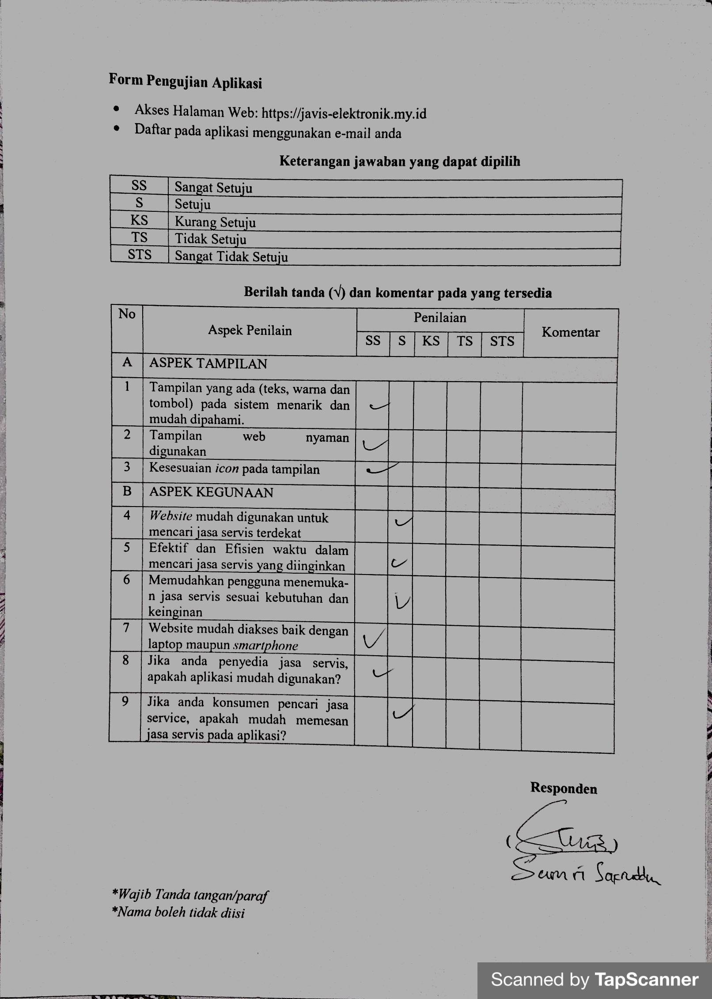 Form Pengujian Aplikasi
• Akses Halaman Web: https://javis-elektronik.my.id
• Daftar pada aplikasi menggunakan e-mail anda
Keterangan jawaban yang dapat dipilih
SS Sangat Setuju
S Setuju
KS Kurang Setuju
TS Tidak Setuju
STS Sangat Tidak Setuju
Berilah tanda (√) dan komentar pada yang tersedia
No Aspek Penilain Penilaian Komentar
SS S KS TS STS
A ASPEK TAMPILAN
1 Tampilan yang ada (teks, warna dan
tombol) pada sistem menarik dan ✓
mudah dipahami.
2 Tampilan web nyaman ✓
digunakan
3 Kesesuaian icon pada tampilan ✓
B ASPEK KEGUNAAN
4 Website mudah digunakan untuk ✓
mencari jasa servis terdekat
5 Efektif dan Efisien waktu dalam
mencari jasa servis yang diinginkan ✓
6 Memudahkan pengguna menemuka-
n jasa servis sesuai kebutuhan dan ✓
keinginan
7 Website mudah diakses baik dengan ✓
laptop maupun smartphone
8 Jika anda penyedia jasa servis, ✓
apakah aplikasi mudah digunakan?
9 Jika anda konsumen pencari jasa ✓
service, apakah mudah memesan
jasa servis pada aplikasi?
Responden
Samri Safruddin
*Wajib Tanda tangan/paraf
*Nama boleh tidak diisi
Scanned by TapScanner